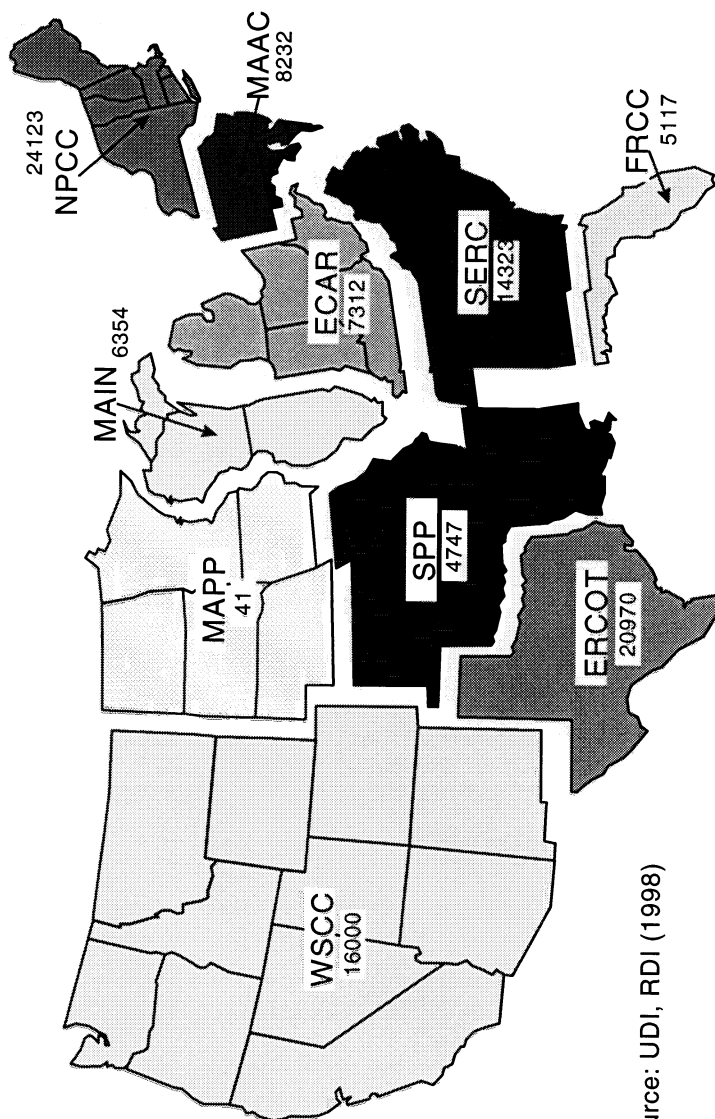 24123
NPCC
MAAC
8232
MAIN 6354
ECAR
7312
MAPP
41
WSCC
16000
SPP
4747
SERC
14323
FRCC
5117
ERCOT
20970
urce: UDI, RDI (1998)